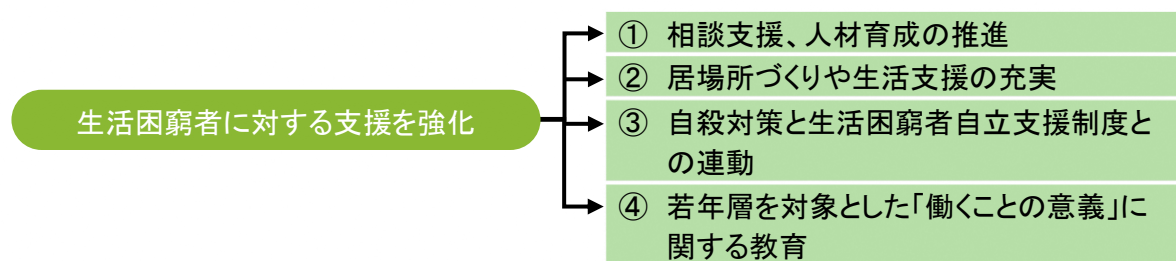 生活困窮者に対する支援を強化
① 相談支援、人材育成の推進
② 居場所づくりや生活支援の充実
③ 自殺対策と生活困窮者自立支援制度と
の連動
④ 若年層を対象とした「働くことの意義」に
関する教育